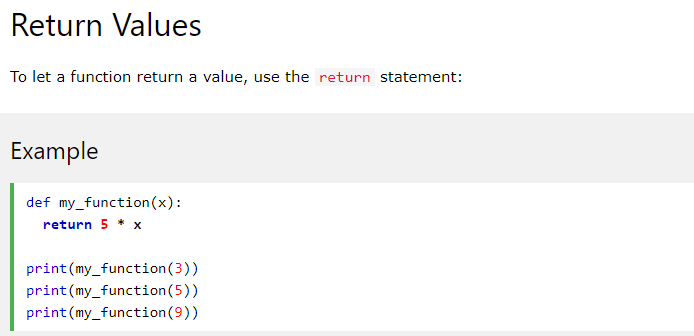 Return Values
To let a function return a value, use the return statement:
Example
def my_function(x):
  return 5 * x
print(my_function(3))
print(my_function(5))
print(my_function(9))